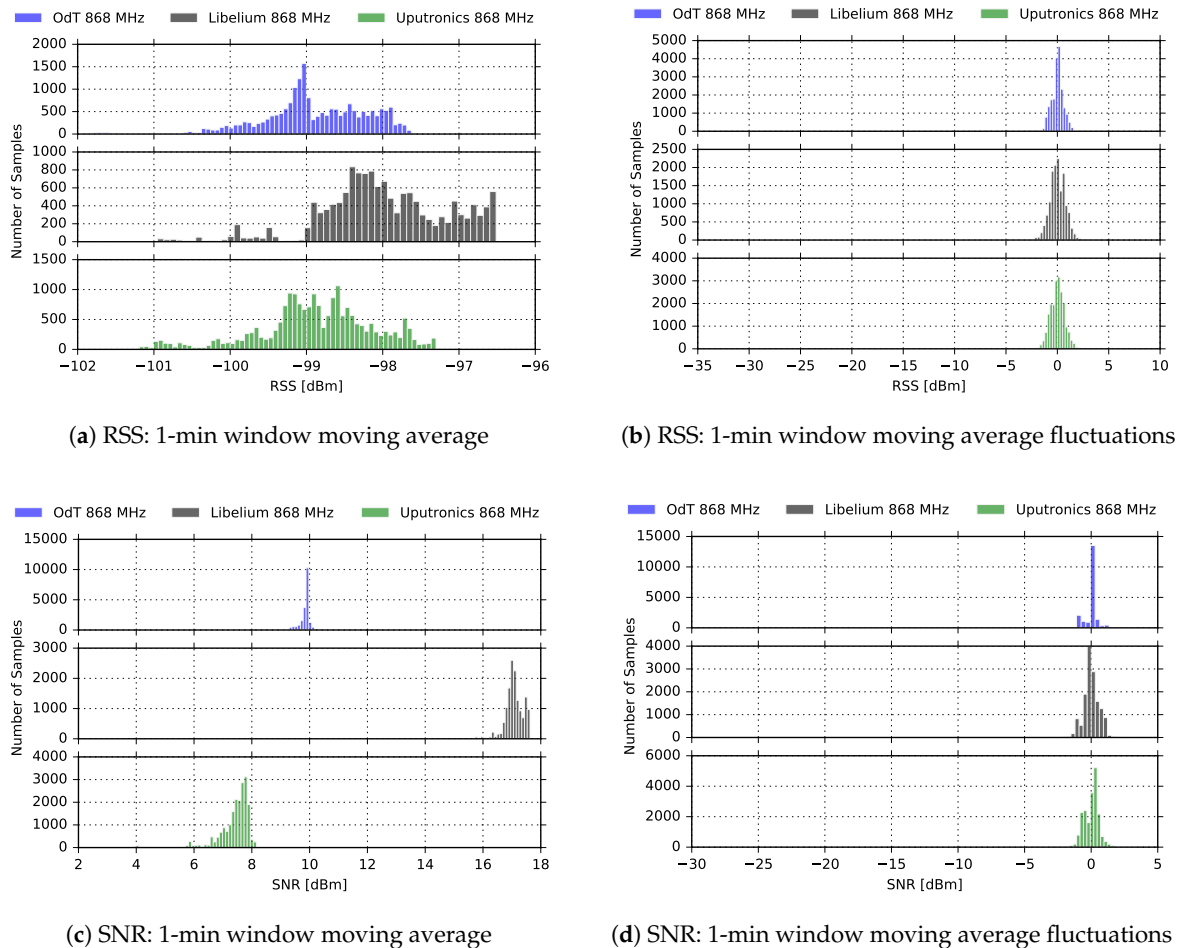 OdT 868 MHz Libelium 868 MHz Uputronics 868 MHz
2000
1500
1000
500
0
1000
800
600
400
200
0
1500
1000
500
0
Number of Samples
−102 −101 −100 −99 −98 −97 −96
RSS [dBm]
(a) RSS: 1-min window moving average
OdT 868 MHz Libelium 868 MHz Uputronics 868 MHz
5000
4000
3000
2000
1000
0
2500
2000
1500
1000
500
0
4000
3000
2000
1000
0
Number of Samples
−35 −30 −25 −20 −15 −10 −5 0 5 10
RSS [dBm]
(b) RSS: 1-min window moving average fluctuations
OdT 868 MHz Libelium 868 MHz Uputronics 868 MHz
15000
10000
5000
0
3000
2000
1000
0
4000
3000
2000
1000
0
Number of Samples
2 4 6 8 10 12 14 16 18
SNR [dBm]
(c) SNR: 1-min window moving average
OdT 868 MHz Libelium 868 MHz Uputronics 868 MHz
15000
10000
5000
0
4000
3000
2000
1000
0
6000
4000
2000
0
Number of Samples
−30 −25 −20 −15 −10 −5 0 5
SNR [dBm]
(d) SNR: 1-min window moving average fluctuations